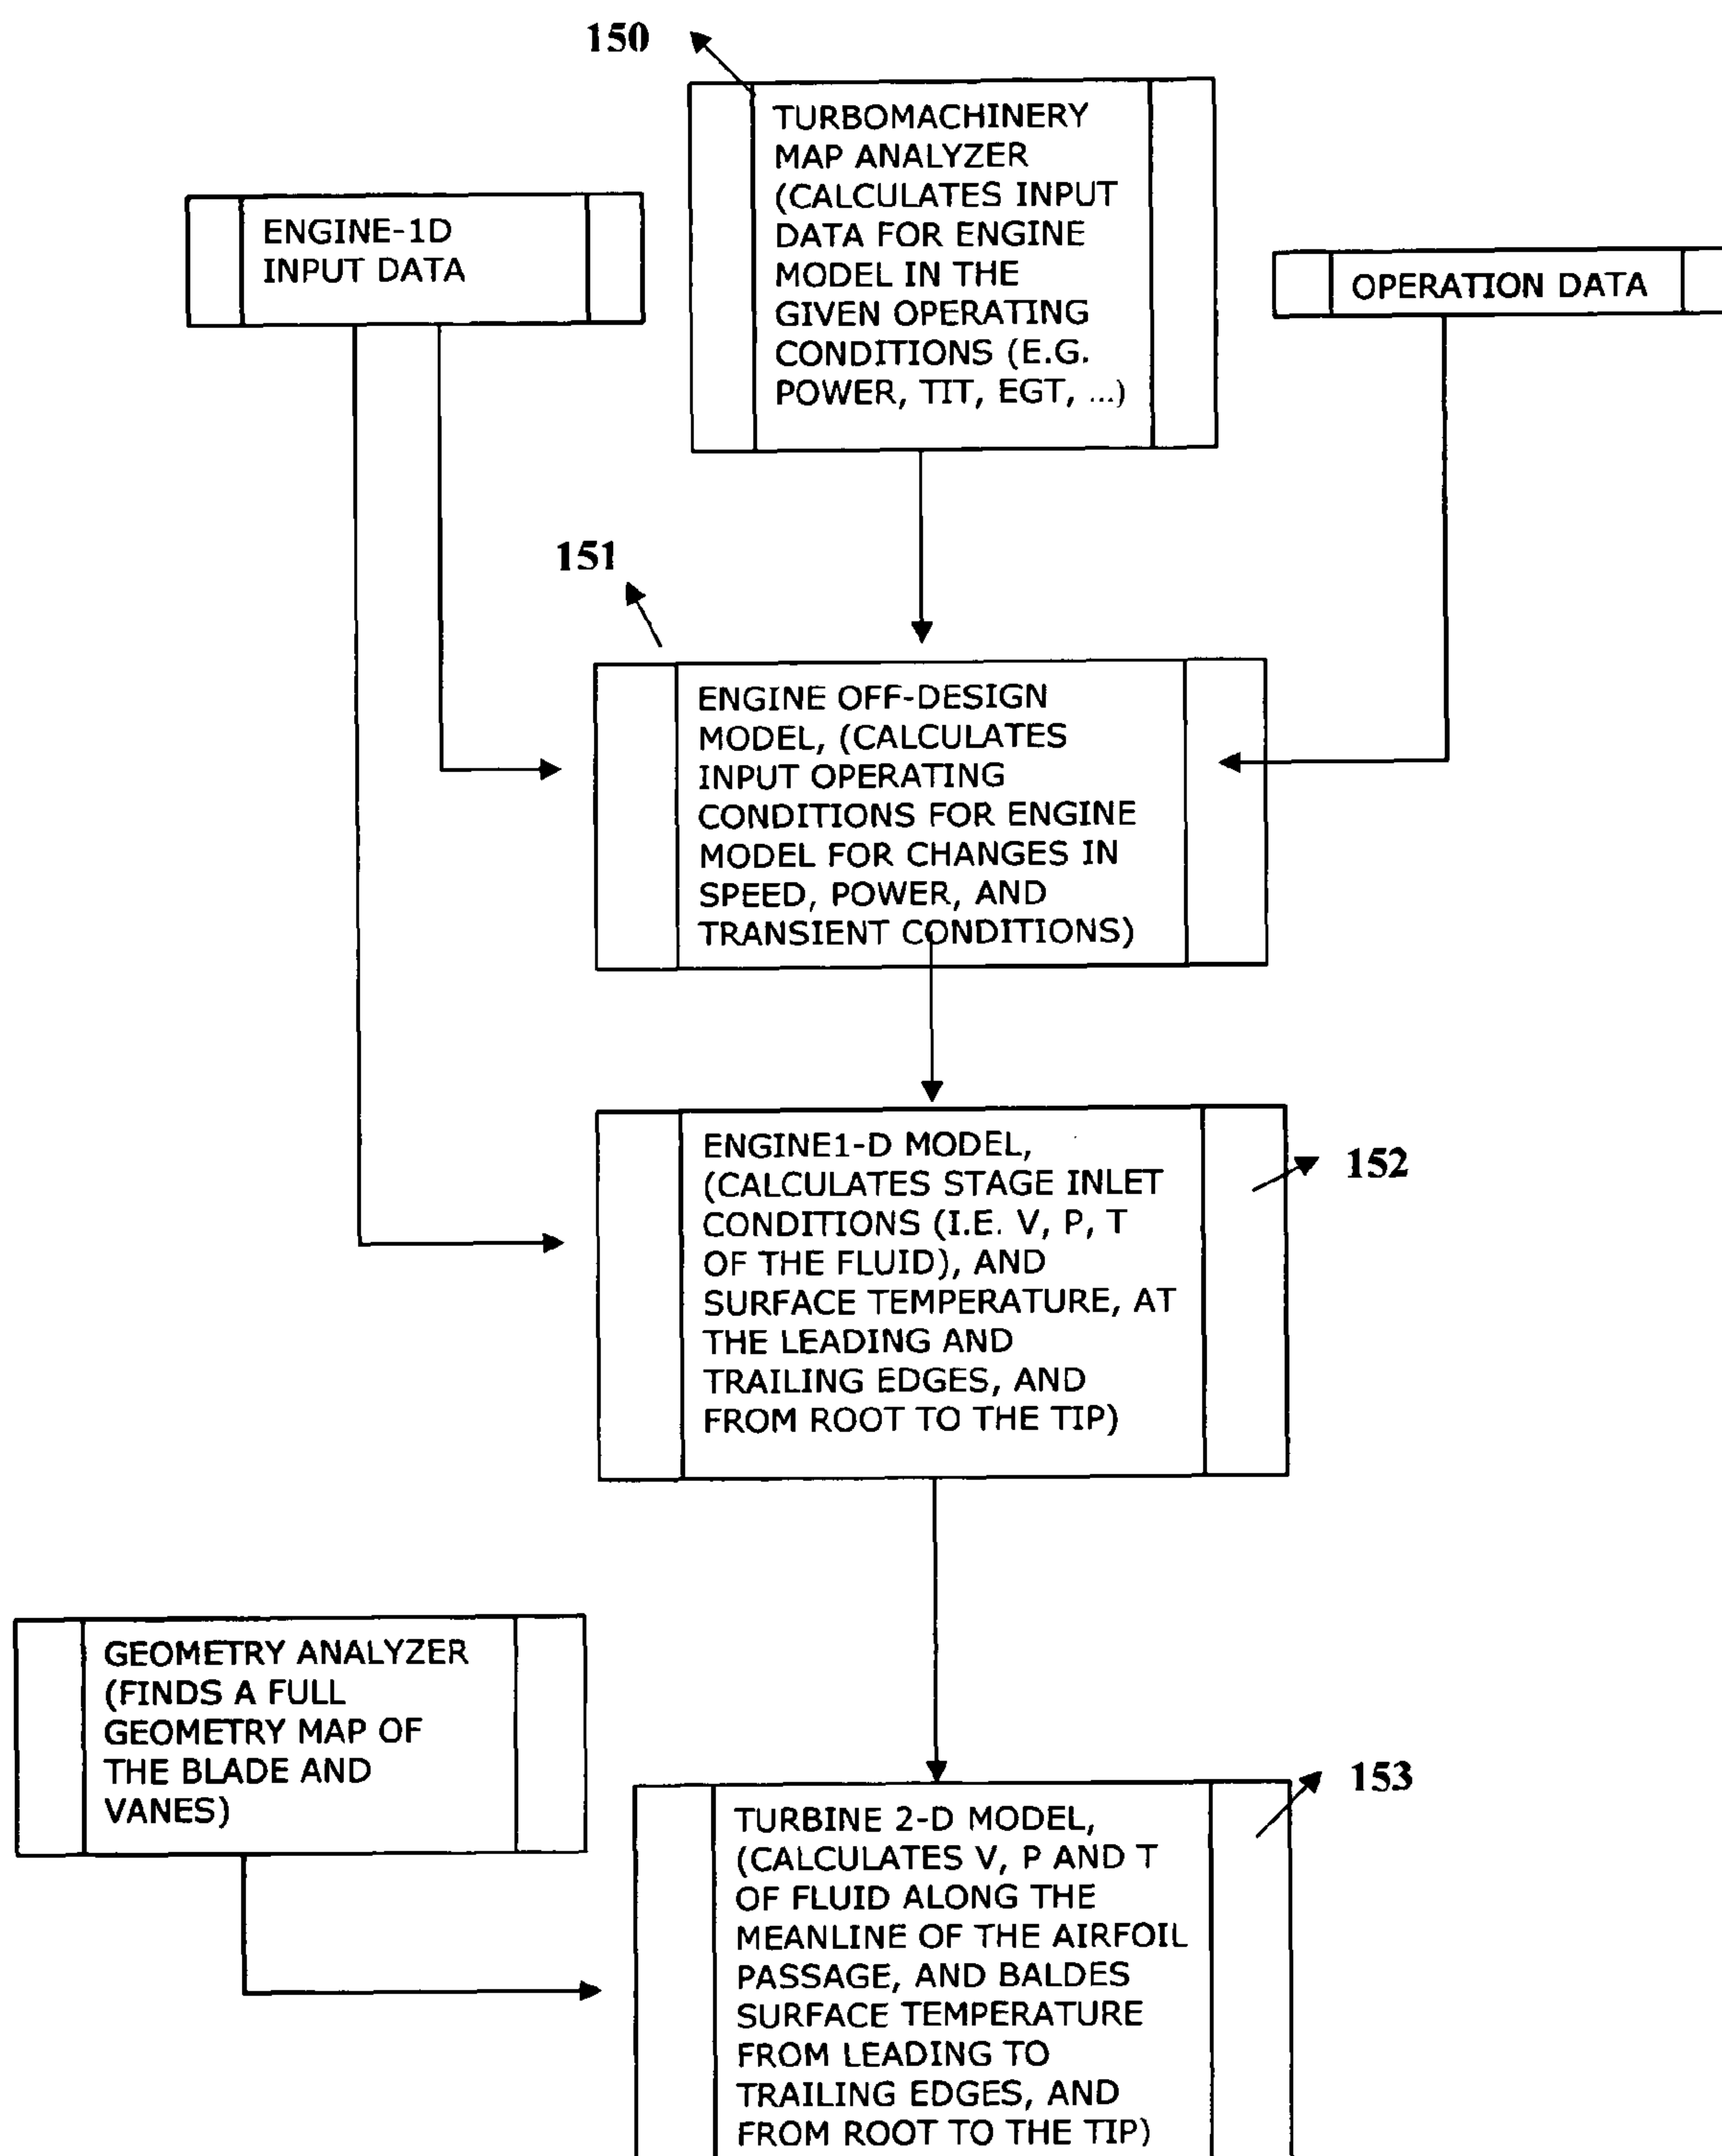 150
TURBOMACHINERY
MAP ANALYZER
(CALCULATES INPUT
DATA FOR ENGINE
MODEL IN THE
GIVEN OPERATING
CONDITIONS (E.G.
POWER, TIT, EGT, ...)
ENGINE-1D
INPUT DATA
OPERATION DATA
151
ENGINE OFF-DESIGN
MODEL, (CALCULATES
INPUT OPERATING
CONDITIONS FOR ENGINE
MODEL FOR CHANGES IN
SPEED, POWER, AND
TRANSIENT CONDITIONS)
ENGINE1-D MODEL,
(CALCULATES STAGE INLET
CONDITIONS (I.E. V, P, T
OF THE FLUID), AND
SURFACE TEMPERATURE, AT
THE LEADING AND
TRAILING EDGES, AND
FROM ROOT TO THE TIP)
152
GEOMETRY ANALYZER
(FINDS A FULL
GEOMETRY MAP OF
THE BLADE AND
VANES)
153
TURBINE 2-D MODEL,
(CALCULATES V, P AND T
OF FLUID ALONG THE
MEANLINE OF THE AIRFOIL
PASSAGE, AND BALDES
SURFACE TEMPERATURE
FROM LEADING TO
TRAILING EDGES, AND
FROM ROOT TO THE TIP)